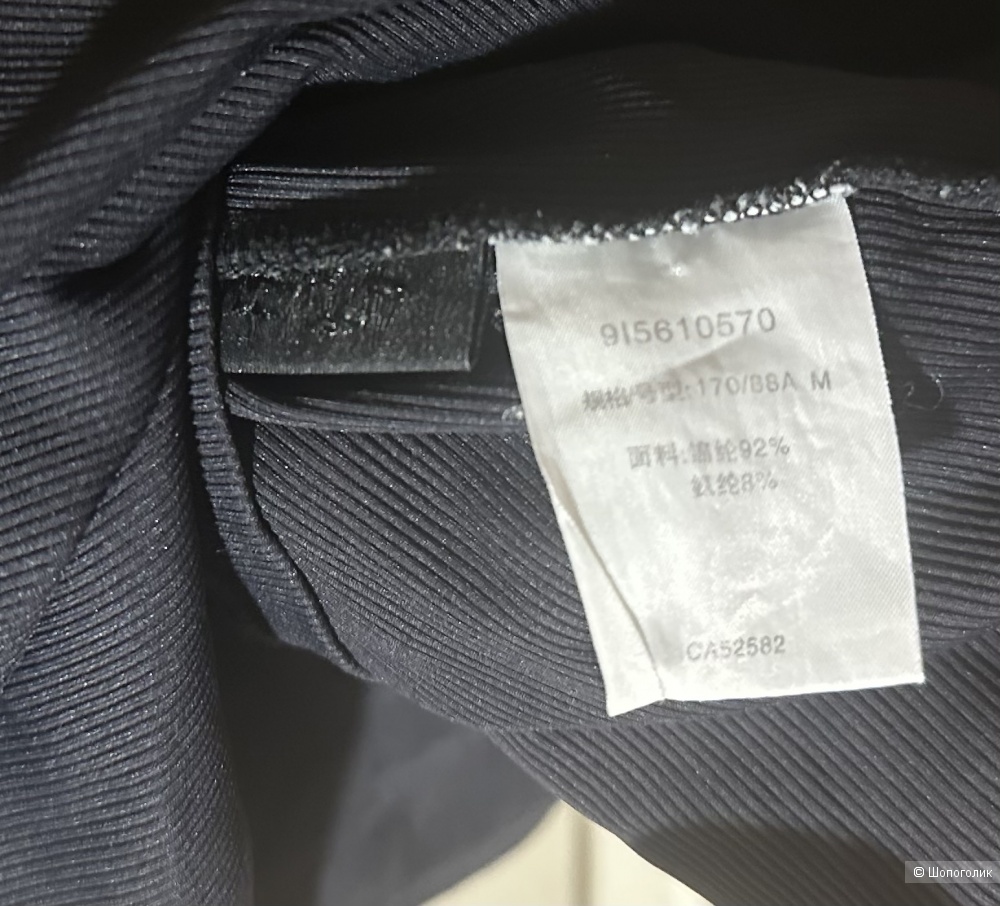 9I5610570
规格/号型:170/88A M
面料:锦纶92%
氨纶8%
CA52582
© Шопоголик